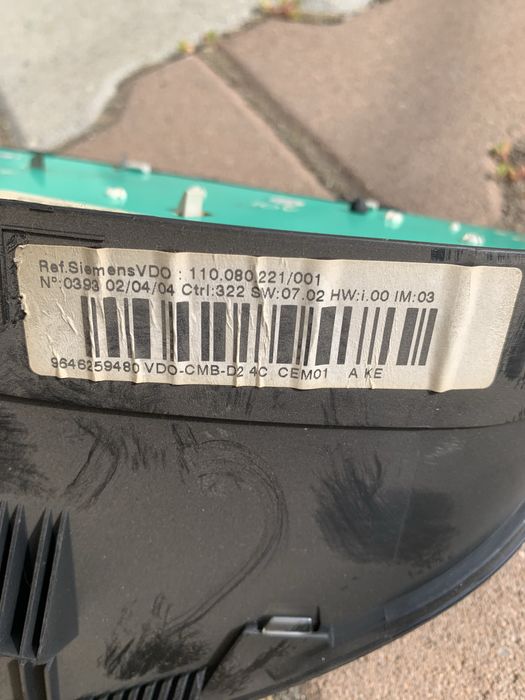 Ref.SiemensVDO : 110.080.221/001
Nº:0393 02/04/04 Ctrl:322 SW:07.02 HW:i.00 IM:03
9646259480 VDO-CMB-D2 4C CEM01 A KE